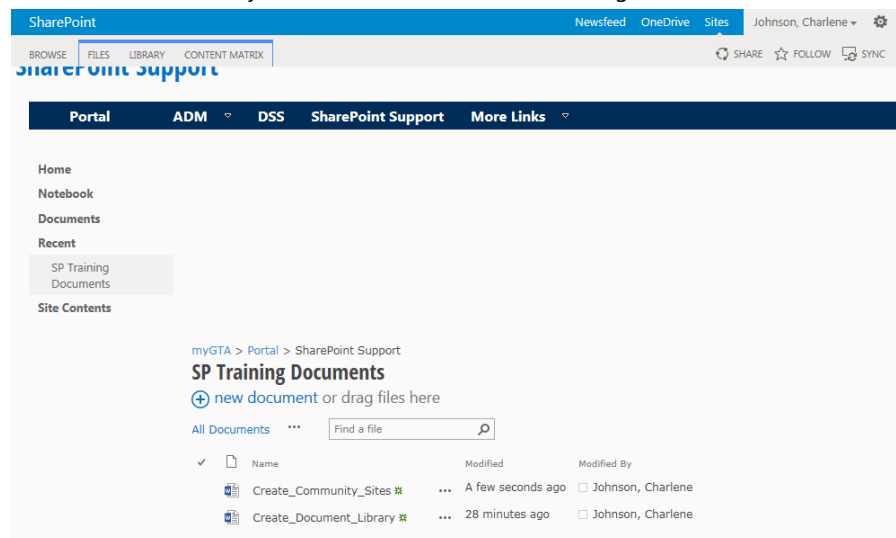 SharePoint Newsfeed OneDrive Sites Johnson, Charlene
BROWSE FILES LIBRARY CONTENT MATRIX SHARE FOLLOW SYNC
SharePoint Support
Portal ADM DSS SharePoint Support More Links
Home
Notebook
Documents
Recent
SP Training
Documents
Site Contents
myGTA > Portal > SharePoint Support
SP Training Documents
new document or drag files here
All Documents ... Find a file
Name Modified Modified By
Create_Community_Sites ... A few seconds ago Johnson, Charlene
Create_Document_Library ... 28 minutes ago Johnson, Charlene